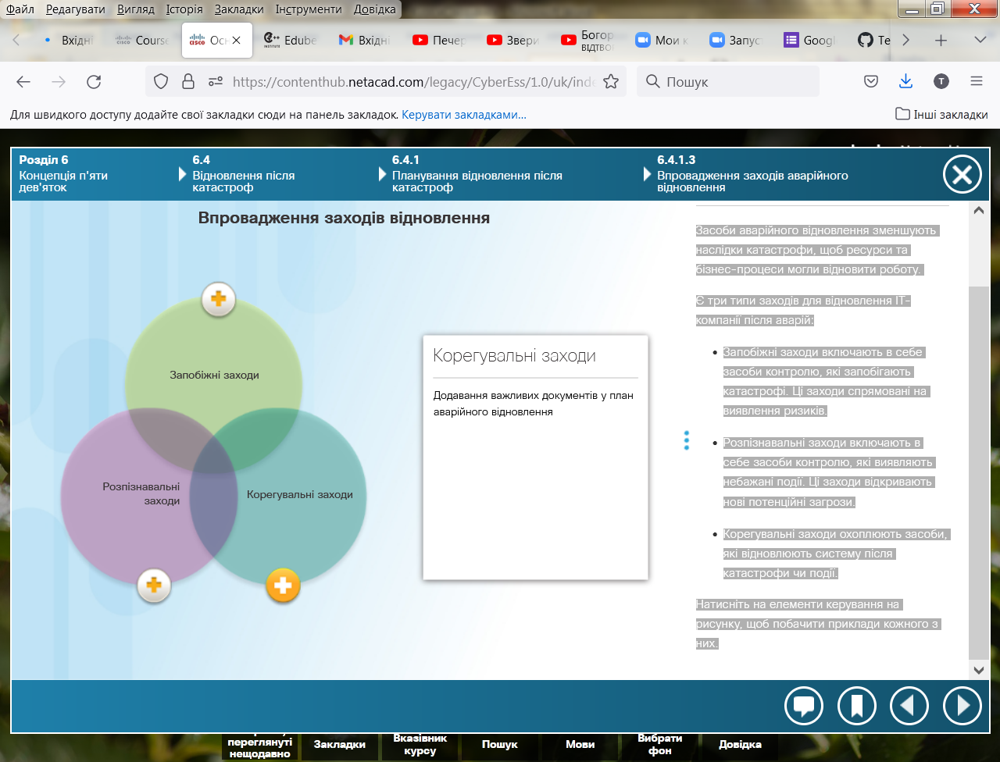 Файл Редагувати Вигляд Історія Закладки Інструменти Довідка
Вхідні Course Осн Edube Вхідні Печер Звери Богор Мои к Запуст Googl Te
https://contenthub.netacad.com/legacy/CyberEss/1.0/uk/inde
Пошук
Для швидкого доступу додайте свої закладки сюди на панель закладок. Керувати закладками...
Інші закладки
Розділ 6
Концепція п'яти
дев'яток
6.4
Відновлення після
катастроф
6.4.1
Планування відновлення після
катастроф
6.4.1.3
Впровадження заходів аварійного
відновлення
Впровадження заходів відновлення
Запобіжні заходи
Розпізнавальні
заходи
Корегувальні заходи
Корегувальні заходи
Додавання важливих документів у план
аварійного відновлення
Засоби аварійного відновлення зменшують
наслідки катастрофи, щоб ресурси та
бізнес-процеси могли відновити роботу.
Є три типи заходів для відновлення ІТ-
компанії після аварій:
• Запобіжні заходи включають в себе
засоби контролю, які запобігають
катастрофі. Ці заходи спрямовані на
виявлення ризиків.
• Розпізнавальні заходи включають в
себе засоби контролю, які виявляють
небажані події. Ці заходи відкривають
нові потенційні загрози.
• Корегувальні заходи охоплюють засоби,
які відновлюють систему після
катастрофи чи події.
Натисніть на елементи керування на
рисунку, щоб побачити приклади кожного з
них.
переглянуті
нещодавно
Закладки
Вказівник
курсу
Пошук
Мови
Вибрати
фон
Довідка